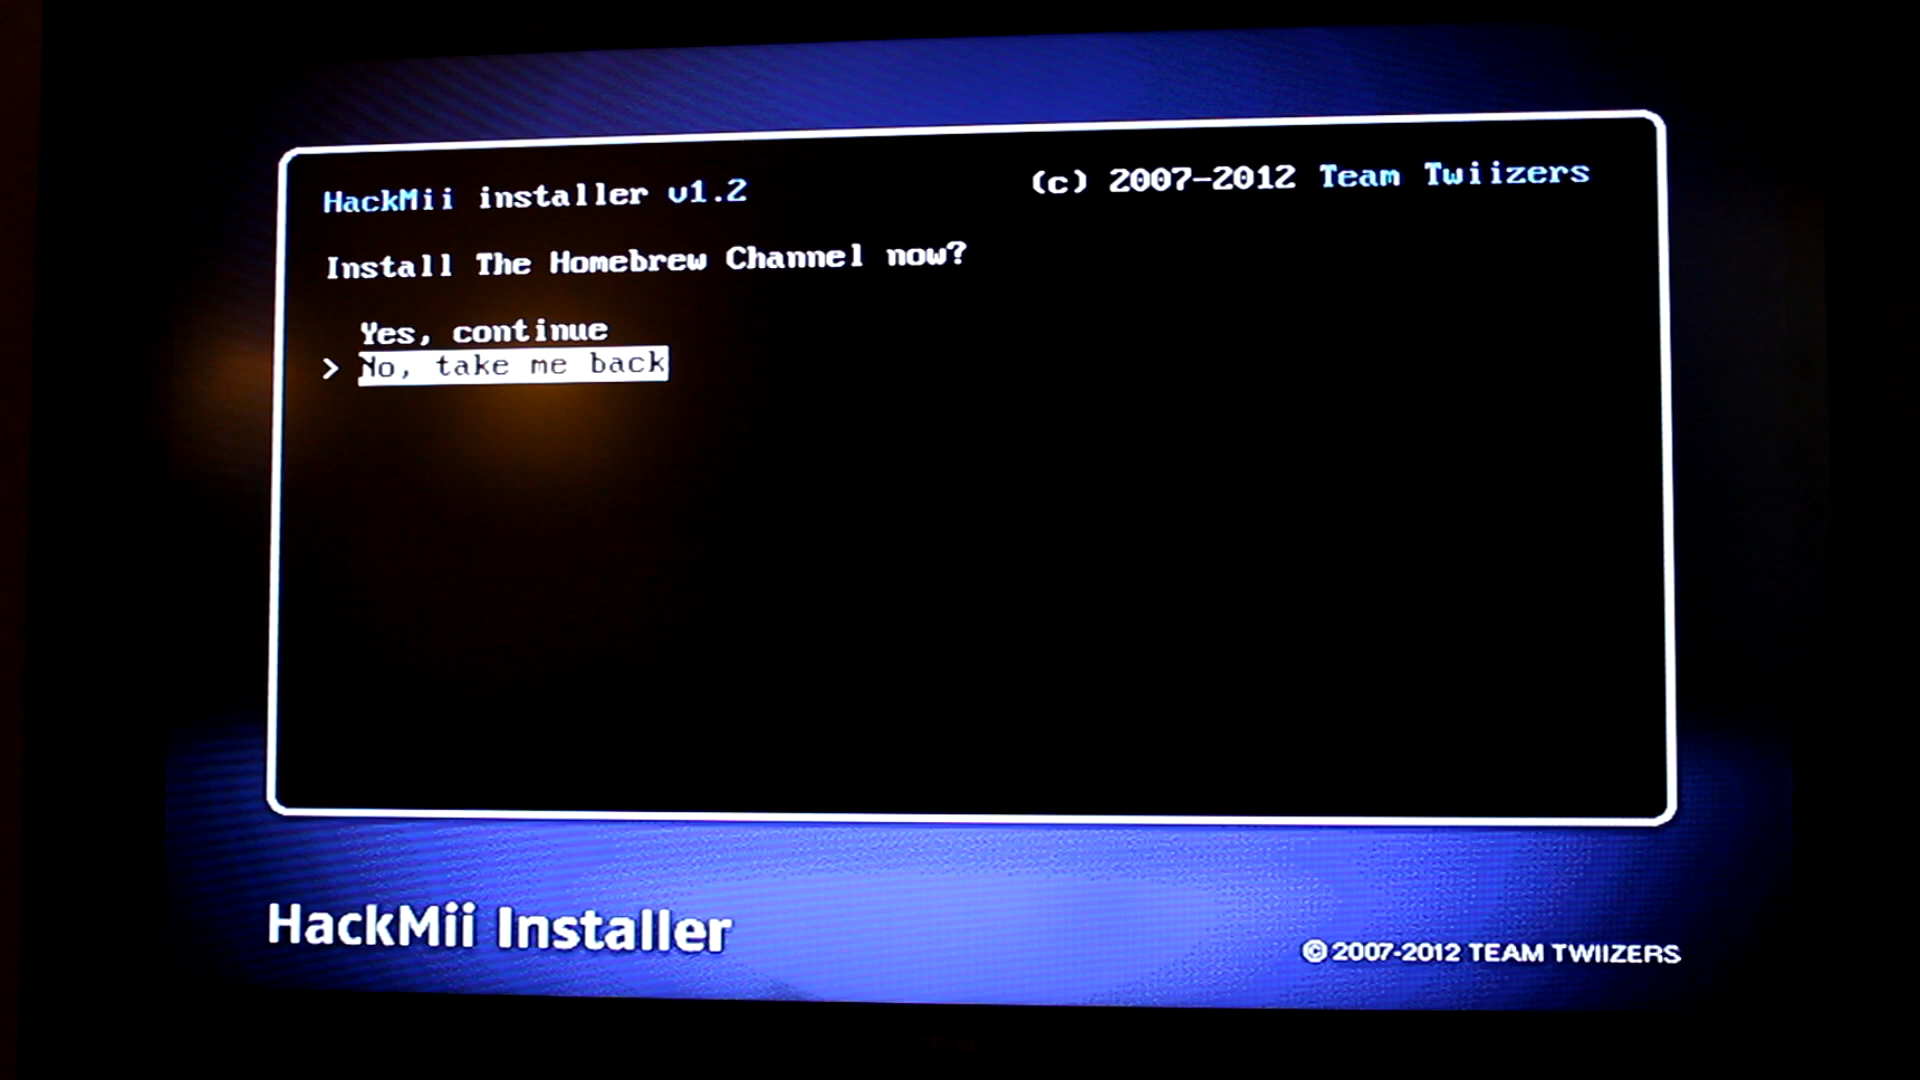 HackMii installer v1.2 (c) 2007-2012 Team Twiizers
Install The Homebrew Channel now?
Yes, continue
> No, take me back
HackMii Installer
© 2007-2012 TEAM TWIIZERS